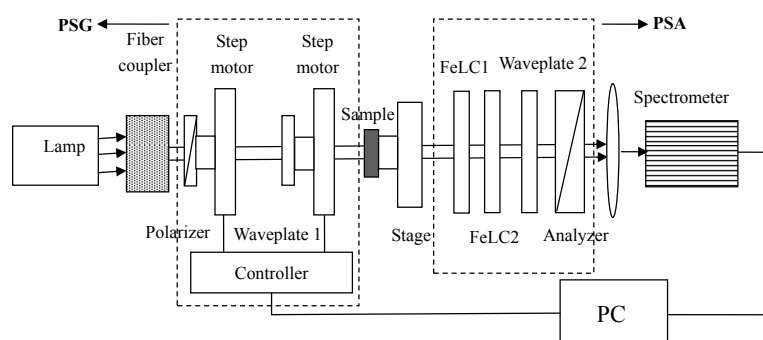 PSG
PSA
Fiber
coupler
Step
motor
Step
motor
FeLC1
Waveplate 2
Spectrometer
Sample
Lamp
Polarizer
Waveplate 1
Stage
FeLC2
Analyzer
Controller
PC